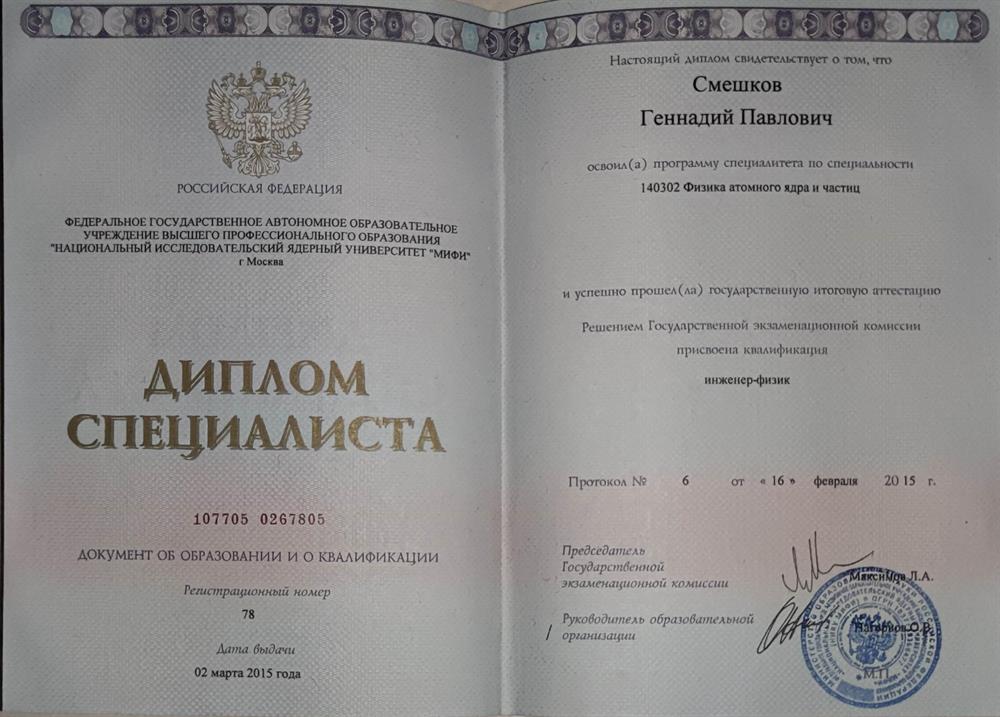 РОССИЙСКАЯ ФЕДЕРАЦИЯ
ФЕДЕРАЛЬНОЕ ГОСУДАРСТВЕННОЕ АВТОНОМНОЕ ОБРАЗОВАТЕЛЬНОЕ
УЧРЕЖДЕНИЕ ВЫСШЕГО ПРОФЕССИОНАЛЬНОГО ОБРАЗОВАНИЯ
"НАЦИОНАЛЬНЫЙ ИССЛЕДОВАТЕЛЬСКИЙ ЯДЕРНЫЙ УНИВЕРСИТЕТ "МИФИ"
г Москва
ДИПЛОМ
СПЕЦИАЛИСТА
107705 0267805
ДОКУМЕНТ ОБ ОБРАЗОВАНИИ И О КВАЛИФИКАЦИИ
Регистрационный номер
78
Дата выдачи
02 марта 2015 года
Настоящий диплом свидетельствует о том, что
Смешков
Геннадий Павлович
освоил(а) программу специалитета по специальности
140302 Физика атомного ядра и частиц
и успешно прошел(ла) государственную итоговую аттестацию
Решением Государственной экзаменационной комиссии
присвоена квалификация
инженер-физик
Протокол № 6 от « 16 » февраля 2015 г.
Председатель
Государственной
экзаменационной комиссии
Максимов Л.А.
Руководитель образовательной
организации
Нагорнов О.В.
М.П.